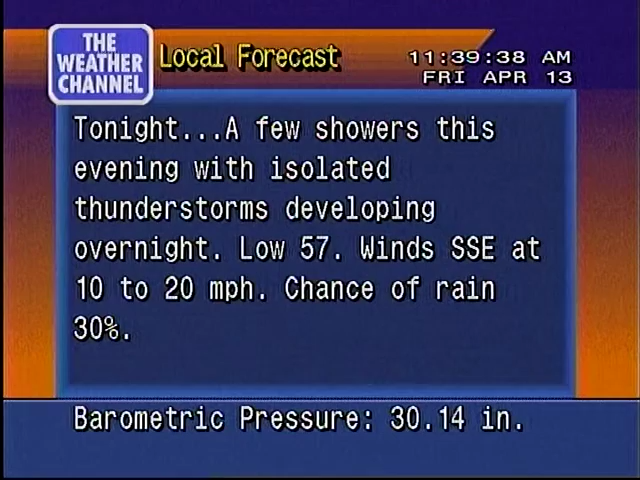 THE
WEATHER
CHANNEL
Local Forecast
11:39:38 AM
FRI APR 13
Tonight...A few showers this
evening with isolated
thunderstorms developing
overnight. Low 57. Winds SSE at
10 to 20 mph. Chance of rain
30%.
Barometric Pressure: 30.14 in.